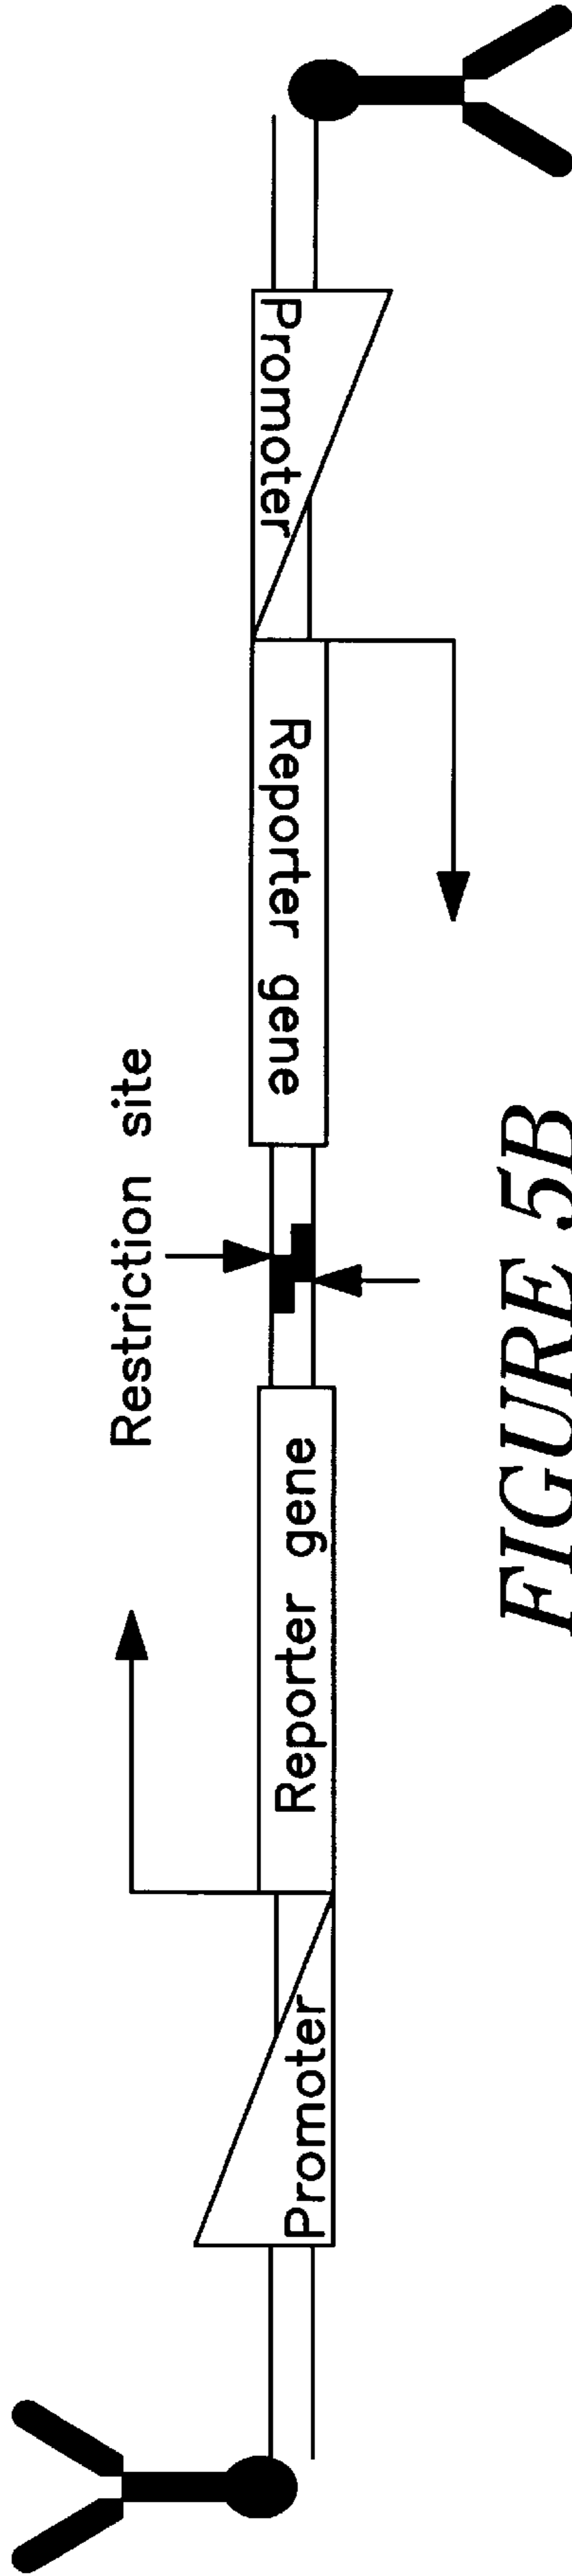 Restriction site
Promoter
Reporter gene
Reporter gene
Promoter
FIGURE 5B